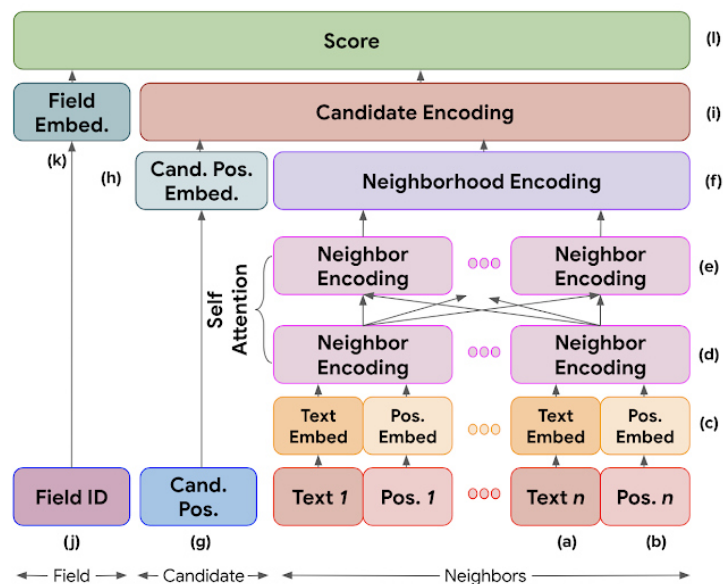 Score
(l)
Field
Embed.
Candidate Encoding
(i)
(k)
(h)
Cand. Pos.
Embed.
Neighborhood Encoding
(f)
Neighbor
Encoding
Neighbor
Encoding
(e)
Self
Attention
Neighbor
Encoding
Neighbor
Encoding
(d)
Text
Embed
Pos.
Embed
Text
Embed
Pos.
Embed
(c)
Field ID
Cand.
Pos.
Text 1
Pos. 1
Text n
Pos. n
(j)
(g)
(a)
(b)
Field
Candidate
Neighbors